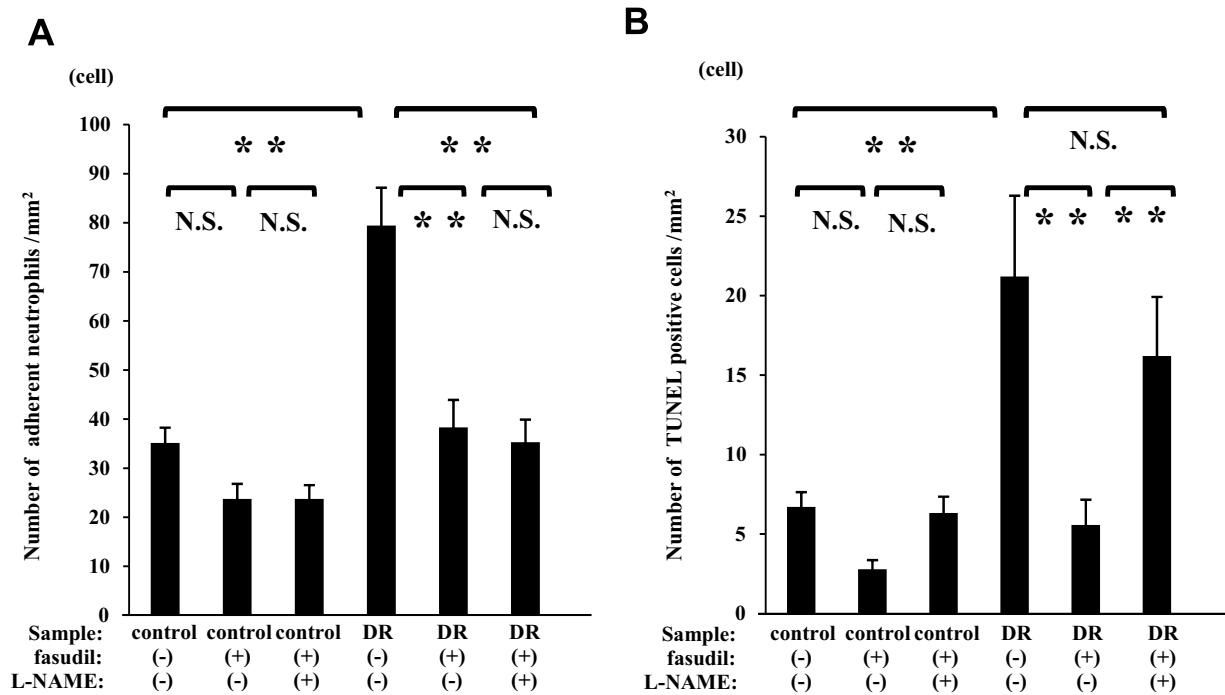 A
(cell)
Number of adherent neutrophils /mm²
100
90
80
70
60
50
40
30
20
10
0
* *
* *
N.S.
N.S.
* *
N.S.
Sample: control control control DR DR DR
fasudil: (-) (+) (+) (-) (+) (+)
L-NAME: (-) (-) (+) (-) (-) (+)
B
(cell)
Number of TUNEL positive cells /mm²
30
25
20
15
10
5
0
* *
N.S.
N.S.
N.S.
* *
* *
Sample: control control control DR DR DR
fasudil: (-) (+) (+) (-) (+) (+)
L-NAME: (-) (-) (+) (-) (-) (+)